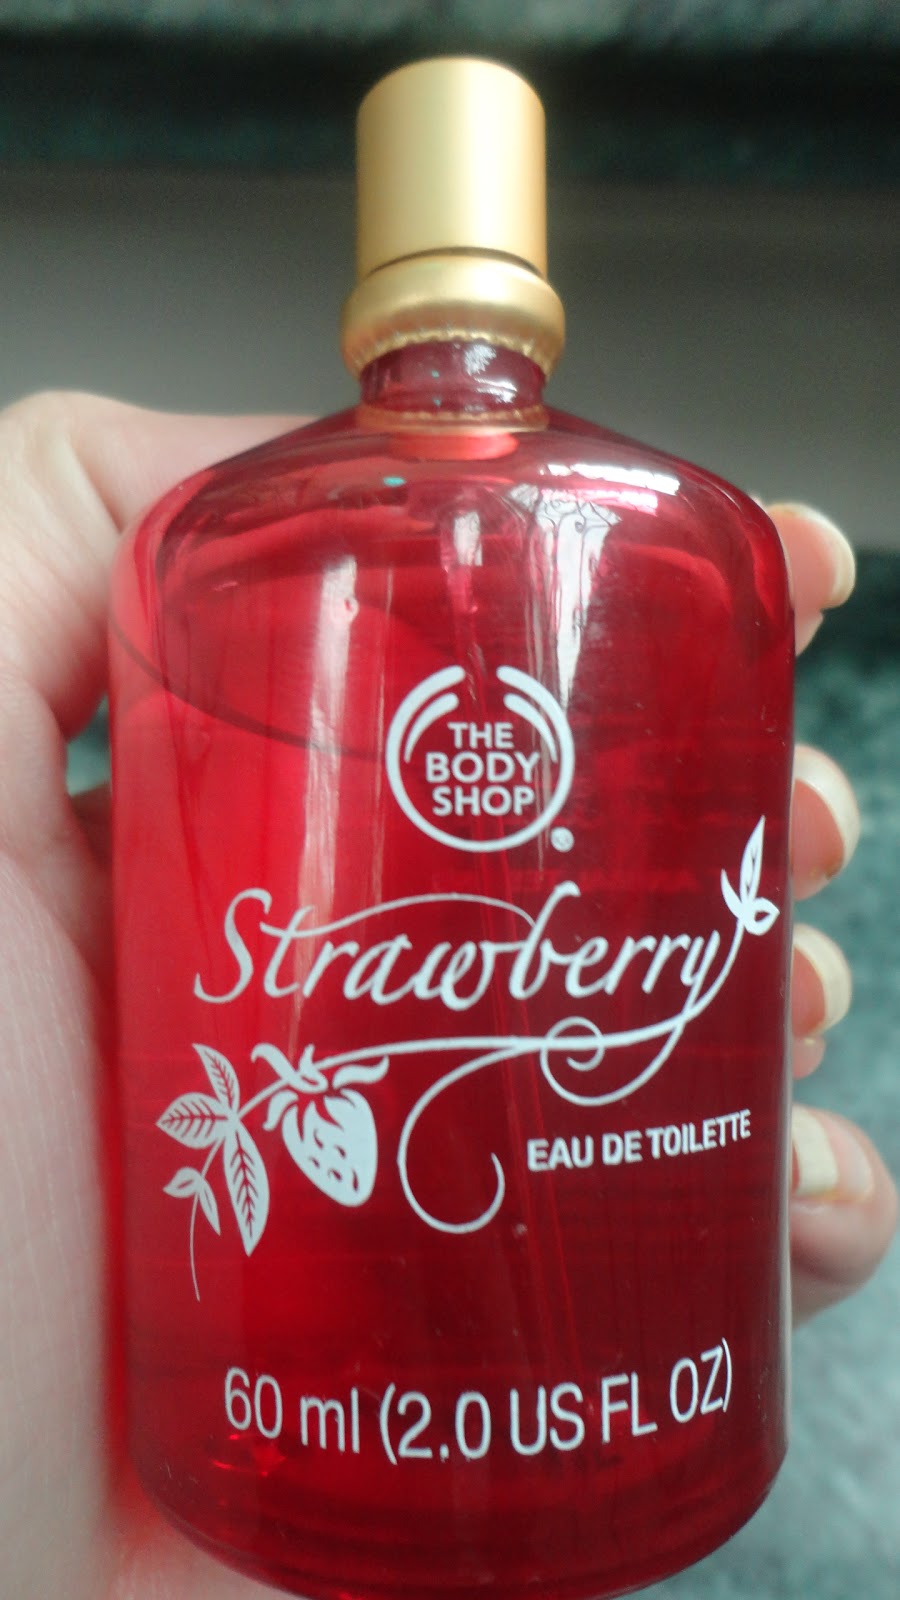 THE
BODY
SHOP
Strawberry
EAU DE TOILETTE
60 ml (2.0 US FL OZ)